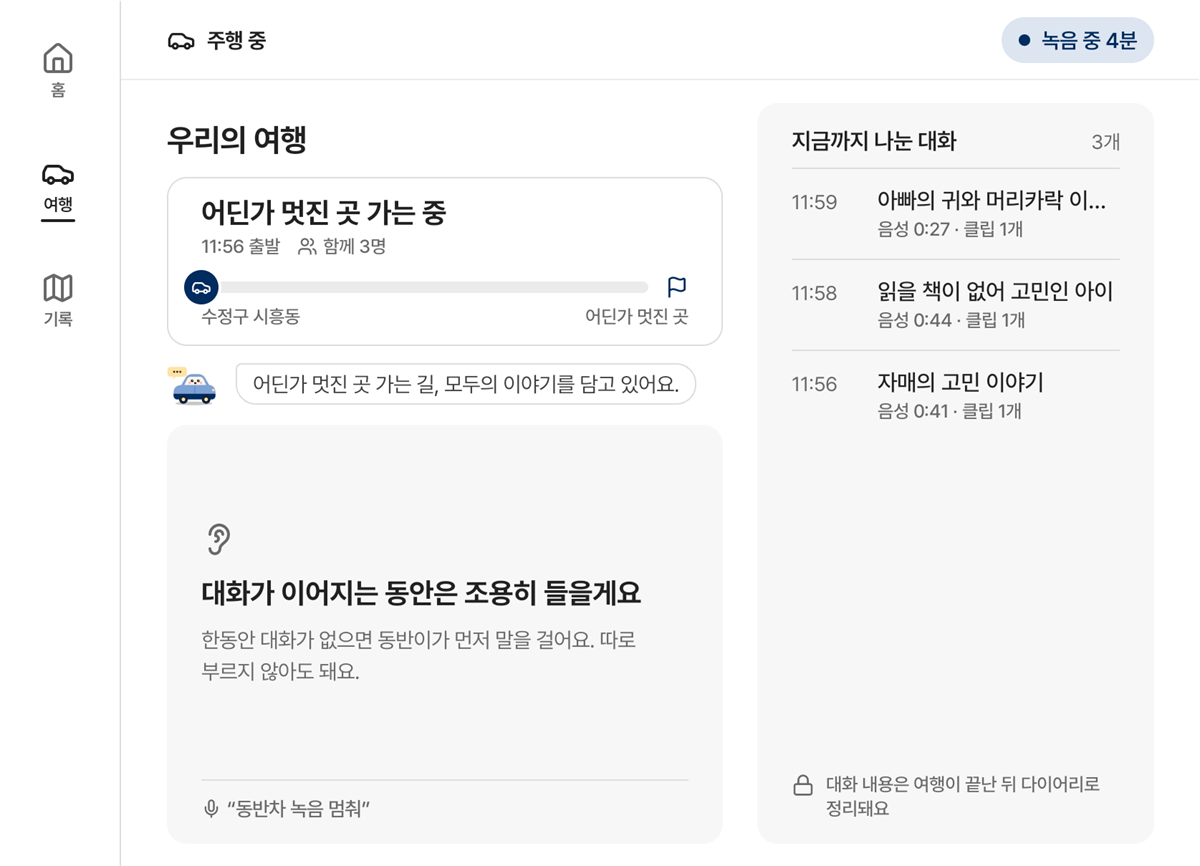 홈
여행
기록
주행 중
녹음 중 4분
우리의 여행
어딘가 멋진 곳 가는 중
11:56 출발 함께 3명
수정구 시흥동
어딘가 멋진 곳
어딘가 멋진 곳 가는 길, 모두의 이야기를 담고 있어요.
대화가 이어지는 동안은 조용히 들을게요
한동안 대화가 없으면 동반이가 먼저 말을 걸어요. 따로
부르지 않아도 돼요.
“동반차 녹음 멈춰”
지금까지 나눈 대화
3개
11:59
아빠의 귀와 머리카락 이...
음성 0:27 · 클립 1개
11:58
읽을 책이 없어 고민인 아이
음성 0:44 · 클립 1개
11:56
자매의 고민 이야기
음성 0:41 · 클립 1개
대화 내용은 여행이 끝난 뒤 다이어리로
정리돼요